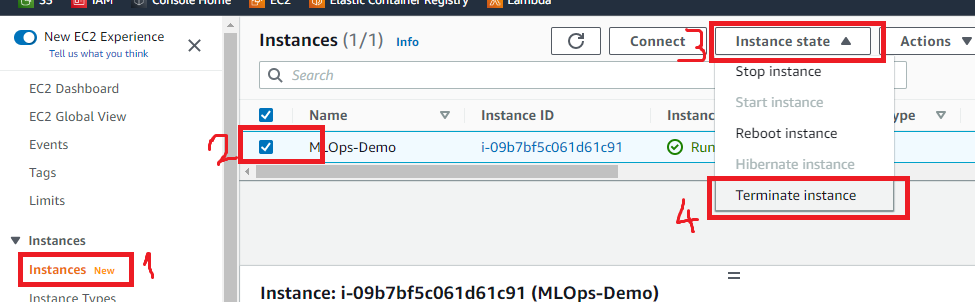 S3 IAM Console Home EC2 Elastic Container Registry Lambda
New EC2 Experience
Tell us what you think
EC2 Dashboard
EC2 Global View
Events
Tags
Limits
Instances
Instances New
1
Instance Types
Instances (1/1) Info
Connect
3
Instance state
Actions
Search
Name Instance ID Instanc Type
2
MLOps-Demo i-09b7bf5c061d61c91 Run
Stop instance
Start instance
Reboot instance
Hibernate instance
4
Terminate instance
Instance: i-09b7bf5c061d61c91 (MLOps-Demo)